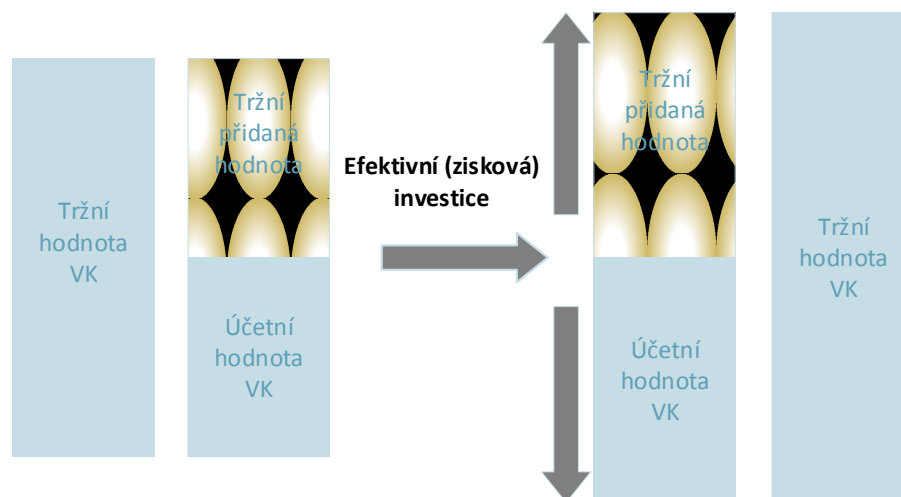 Tržní
hodnota
VK
Tržní
přidaná
hodnota
Účetní
hodnota
VK
Efektivní (zisková)
investice
Tržní
přidaná
hodnota
Účetní
hodnota
VK
Tržní
hodnota
VK